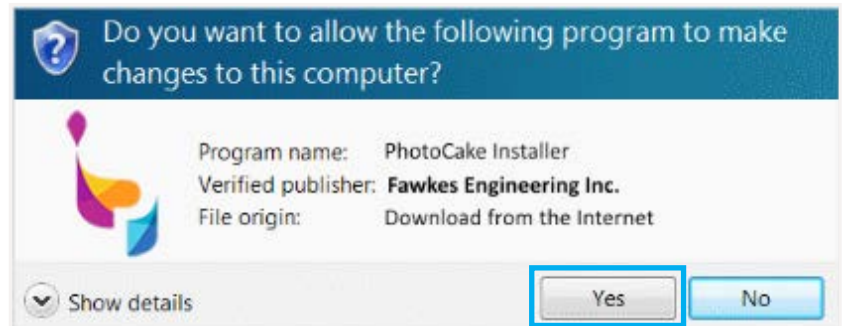 Do you want to allow the following program to make
changes to this computer?
Program name: PhotoCake Installer
Verified publisher: Fawkes Engineering Inc.
File origin: Download from the Internet
Show details
Yes
No